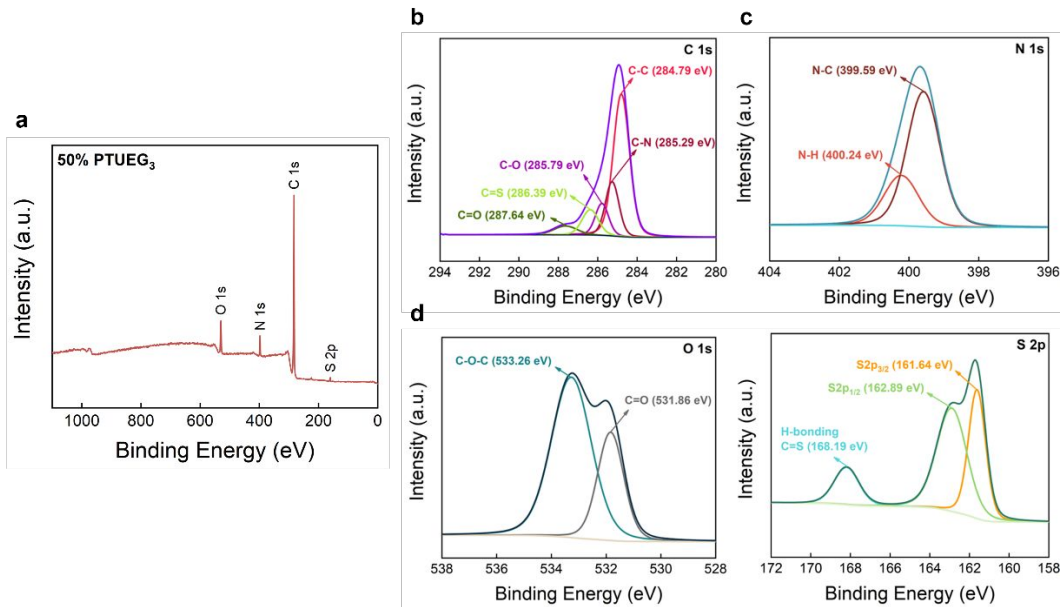 a
50% PTUEG₃
Intensity (a.u.)
O 1s
N 1s
C 1s
S 2p
1000 800 600 400 200 0
Binding Energy (eV)
b
C 1s
Intensity (a.u.)
C-C (284.79 eV)
C-N (285.29 eV)
C-O (285.79 eV)
C=S (286.39 eV)
C=O (287.64 eV)
294 292 290 288 286 284 282 280
Binding Energy (eV)
c
N 1s
Intensity (a.u.)
N-C (399.59 eV)
N-H (400.24 eV)
404 402 400 398 396
Binding Energy (eV)
d
O 1s
Intensity (a.u.)
C-O-C (533.26 eV)
C=O (531.86 eV)
538 536 534 532 530 528
Binding Energy (eV)
S 2p
Intensity (a.u.)
S2p₃/₂ (161.64 eV)
S2p₁/₂ (162.89 eV)
H-bonding
C=S (168.19 eV)
172 170 168 166 164 162 160 158
Binding Energy (eV)